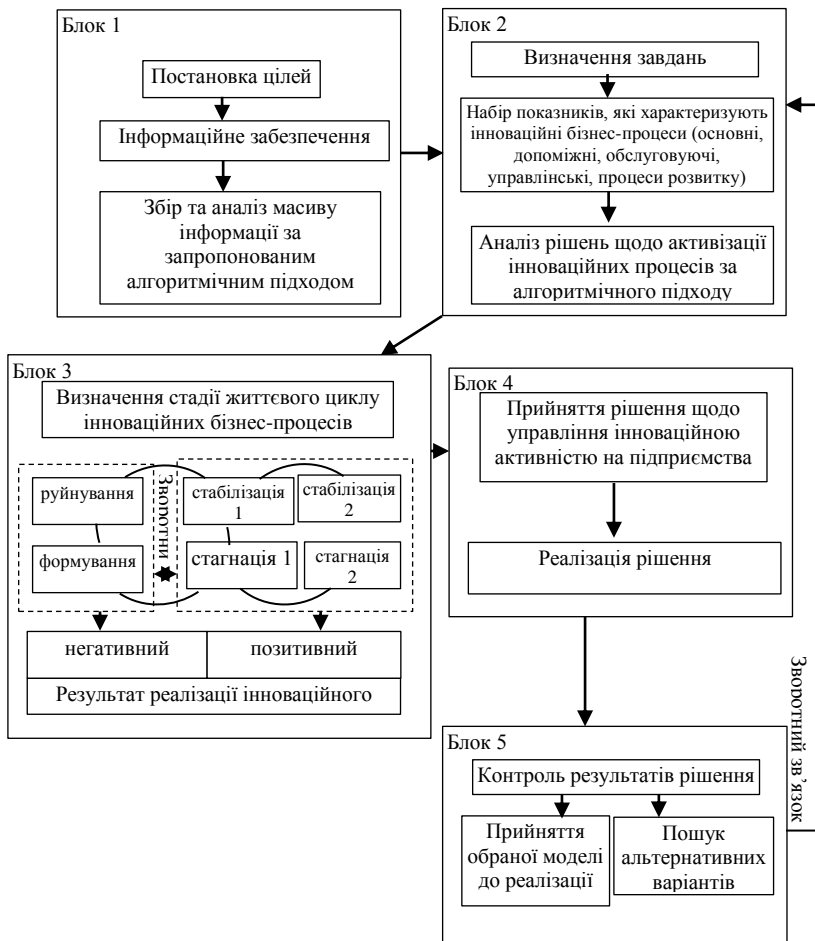 Блок 1
Постановка цілей
Інформаційне забезпечення
Збір та аналіз масиву
інформації за
запропонованим
алгоритмічним підходом
Блок 2
Визначення завдань
Набір показників, які характеризують
інноваційні бізнес-процеси (основні,
допоміжні, обслуговуючі,
управлінські, процеси розвитку)
Аналіз рішень щодо активізації
інноваційних процесів за
алгоритмічного підходу
Блок 3
Визначення стадії життєвого циклу
інноваційних бізнес-процесів
руйнування
формування
Зворотни
стабілізація
1
стабілізація
2
стагнація 1
стагнація
2
негативний
позитивний
Результат реалізації інноваційного
Блок 4
Прийняття рішення щодо
управління інноваційною
активністю на підприємства
Реалізація рішення
Блок 5
Контроль результатів рішення
Прийняття
обраної моделі
до реалізації
Пошук
альтернативних
варіантів
Зворотний зв’язок